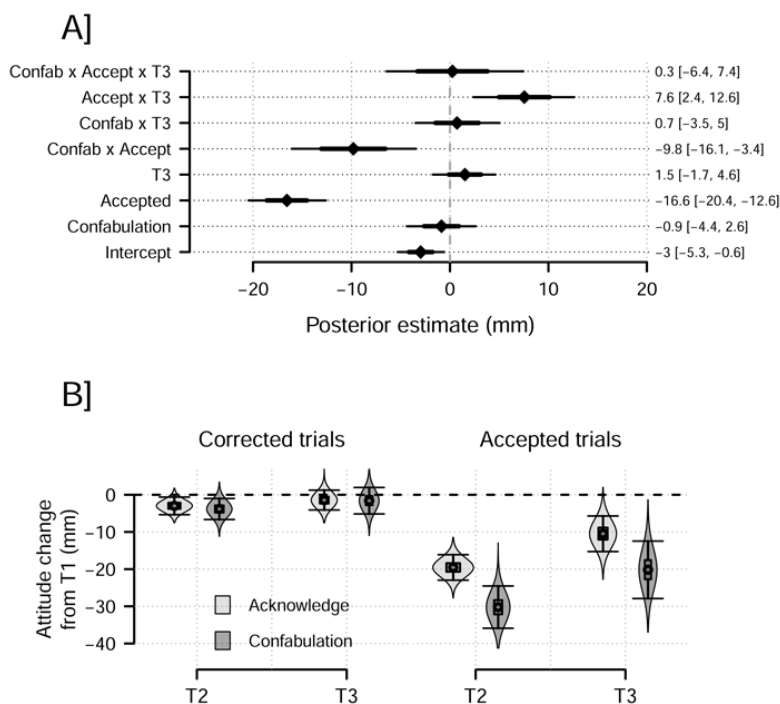 A]
Confab x Accept x T3 0.3 [−6.4, 7.4]
Accept x T3 7.6 [2.4, 12.6]
Confab x T3 0.7 [−3.5, 5]
Confab x Accept −9.8 [−16.1, −3.4]
T3 1.5 [−1.7, 4.6]
Accepted −16.6 [−20.4, −12.6]
Confabulation −0.9 [−4.4, 2.6]
Intercept −3 [−5.3, −0.6]
−20 −10 0 10 20
Posterior estimate (mm)
B]
Corrected trials Accepted trials
Attitude change
from T1 (mm)
0
−10
−20
−30
−40
Acknowledge
Confabulation
T2 T3 T2 T3